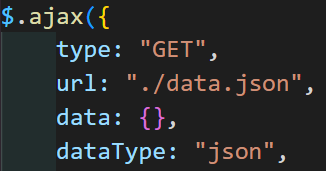 $.ajax({
type: "GET",
url: "./data.json",
data: {},
dataType: "json",